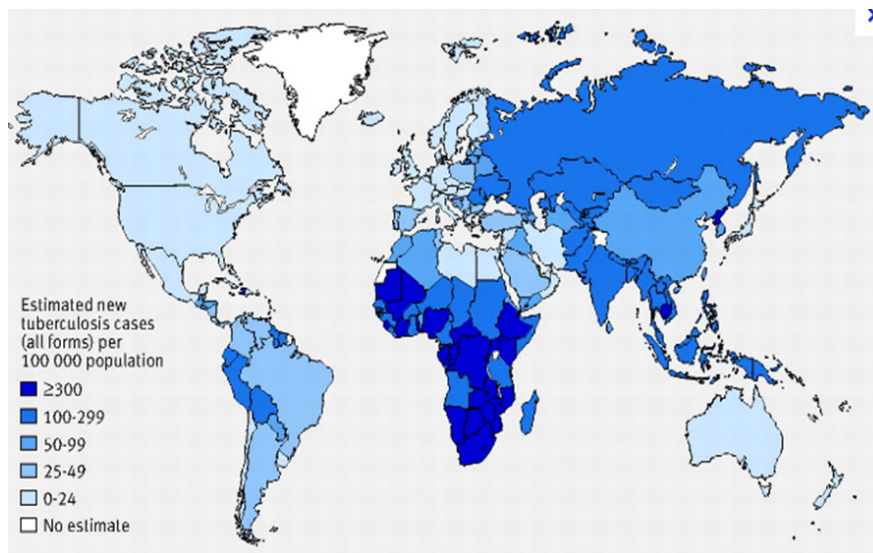 Estimated new
tuberculosis cases
(all forms) per
100 000 population
≥300
100-299
50-99
25-49
0-24
No estimate